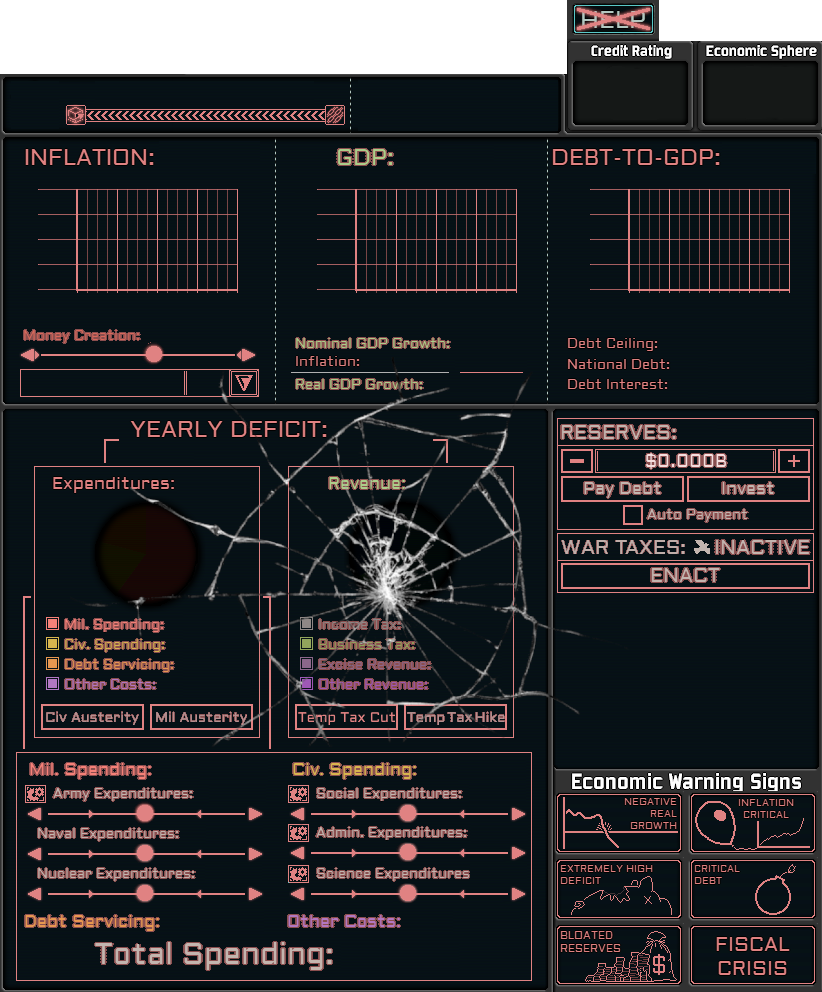 HELP
Credit Rating
Economic Sphere
INFLATION:
GDP:
DEBT-TO-GDP:
Money Creation:
Nominal GDP Growth:
Inflation:
Real GDP Growth:
Debt Ceiling:
National Debt:
Debt Interest:
YEARLY DEFICIT:
Expenditures:
Revenue:
Mil. Spending:
Civ. Spending:
Debt Servicing:
Other Costs:
Income Tax:
Business Tax:
Excise Revenue:
Other Revenue:
Civ Austerity
Mil Austerity
Temp Tax Cut
Temp Tax Hike
RESERVES:
$0.000B
Pay Debt
Invest
Auto Payment
WAR TAXES: INACTIVE
ENACT
Mil. Spending:
Army Expenditures:
Naval Expenditures:
Nuclear Expenditures:
Civ. Spending:
Social Expenditures:
Admin. Expenditures:
Science Expenditures
Debt Servicing:
Other Costs:
Total Spending:
Economic Warning Signs
NEGATIVE
REAL
GROWTH
INFLATION
CRITICAL
EXTREMELY HIGH
DEFICIT
CRITICAL
DEBT
BLOATED
RESERVES
$
FISCAL
CRISIS